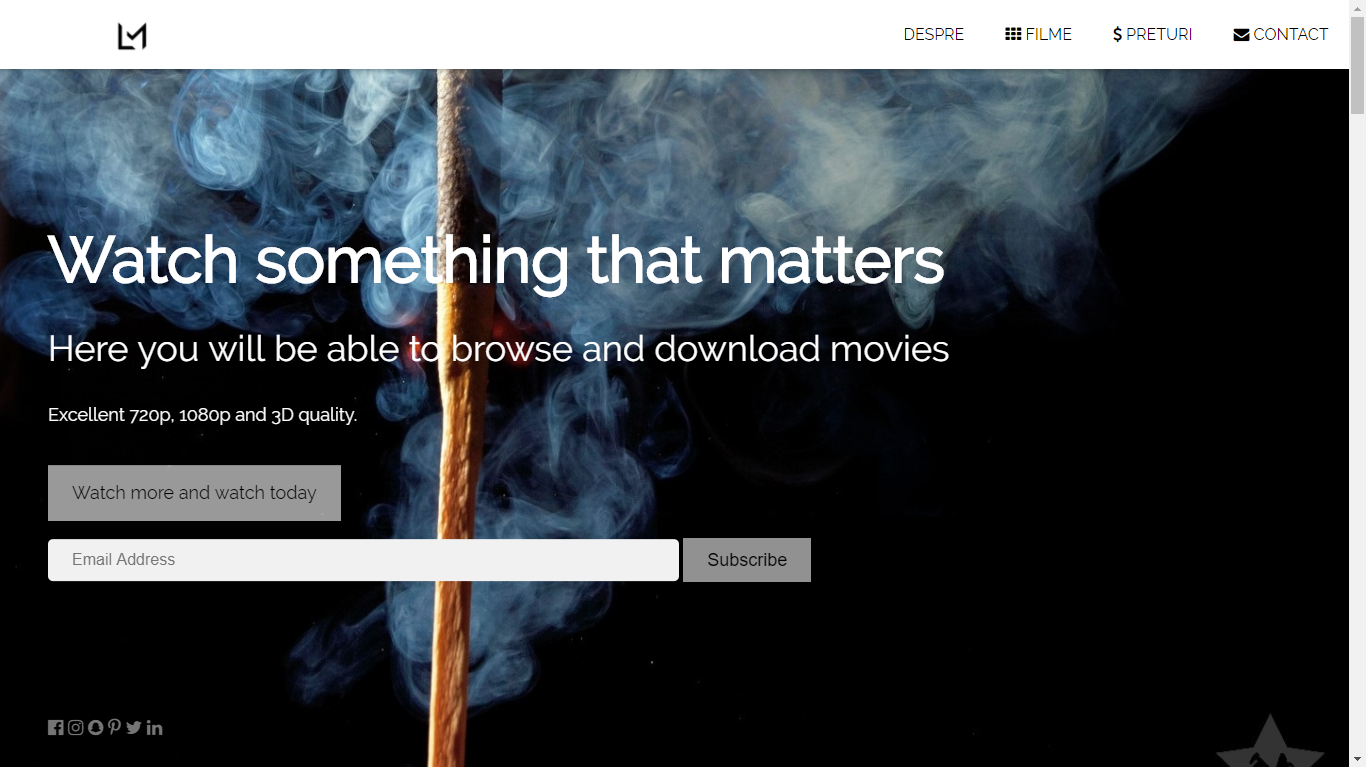 DESPRE FILME $ PRETURI CONTACT
Watch something that matters
Here you will be able to browse and download movies
Excellent 720p, 1080p and 3D quality.
Watch more and watch today
Email Address Subscribe